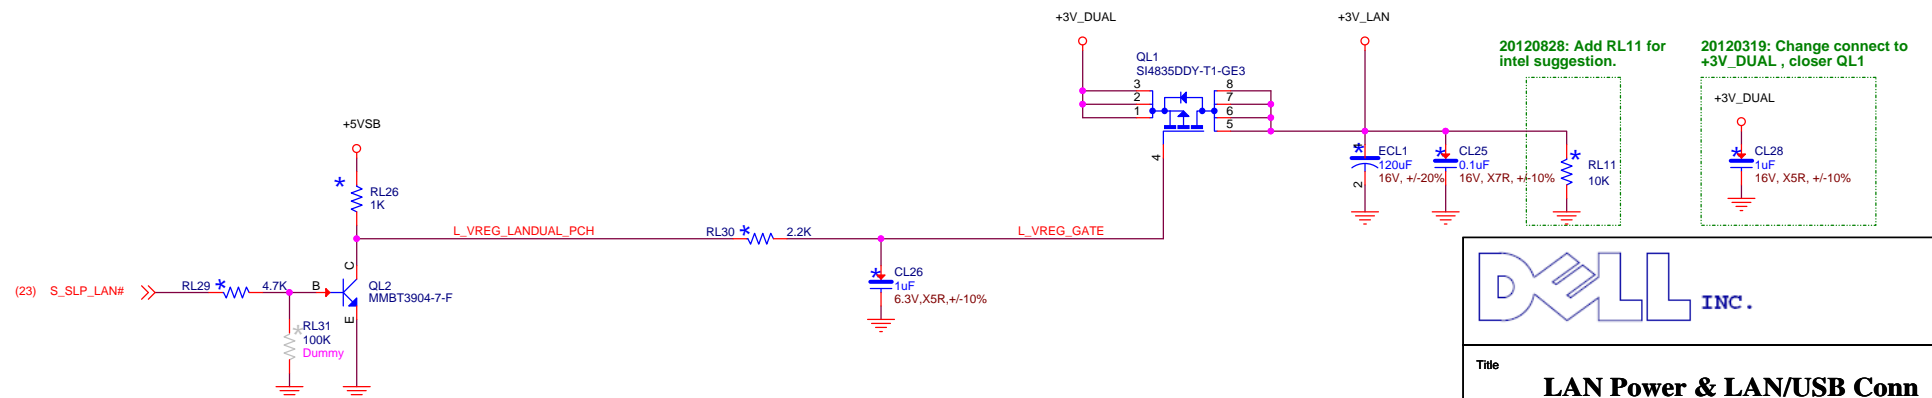 +3V_DUAL
+3V_LAN
20120828: Add RL11 for
intel suggestion.
20120319: Change connect to
+3V_DUAL , closer QL1
QL1
SI4835DDY-T1-GE3
3
2
1
8
7
6
5
4
+3V_DUAL
+5VSB
RL26
1K
ECL1
120uF
16V, +/-20%
1
2
CL25
0.1uF
16V, X7R, +/-10%
RL11
10K
CL28
1uF
16V, X5R, +/-10%
L_VREG_LANDUAL_PCH
RL30
2.2K
L_VREG_GATE
CL26
1uF
6.3V,X5R,+/-10%
(23)
S_SLP_LAN#
RL29
4.7K
B
C
E
QL2
MMBT3904-7-F
RL31
100K
Dummy
DELL INC.
Title
LAN Power & LAN/USB Conn